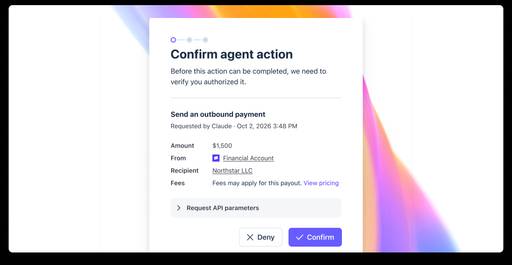 Confirm agent action
Before this action can be completed, we need to
verify you authorized it.
Send an outbound payment
Requested by Claude · Oct 2, 2026 3:48 PM
Amount $1,500
From Financial Account
Recipient Northstar LLC
Fees Fees may apply for this payout. View pricing
Request API parameters
Deny Confirm